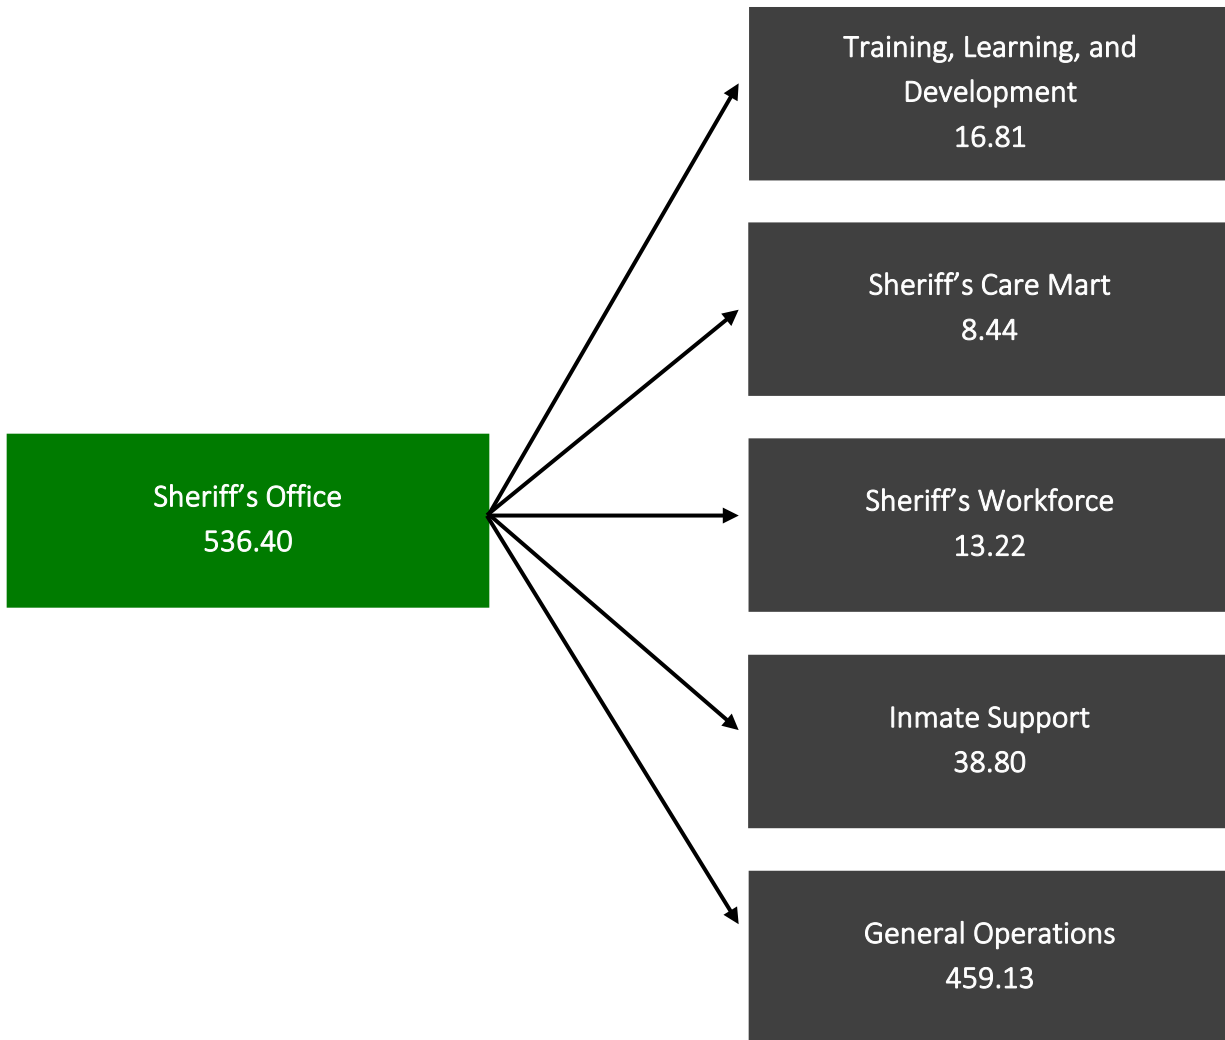 Training, Learning, and
Development
16.81
Sheriff’s Care Mart
8.44
Sheriff’s Office
536.40
Sheriff’s Workforce
13.22
Inmate Support
38.80
General Operations
459.13